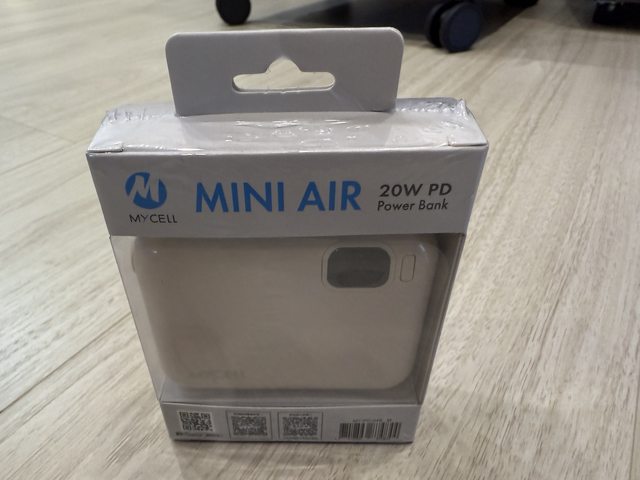 MYCELL
MINI AIR
20W PD
Power Bank